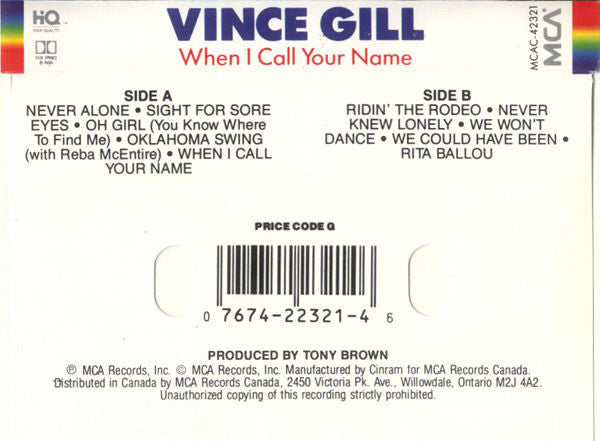 HQ
HIGH QUALITY
HX PRO
B NR
VINCE GILL
When I Call Your Name
MCAC-42321
MCA
SIDE A
NEVER ALONE • SIGHT FOR SORE
EYES • OH GIRL (You Know Where
To Find Me) • OKLAHOMA SWING
(with Reba McEntire) • WHEN I CALL
YOUR NAME
SIDE B
RIDIN' THE RODEO • NEVER
KNEW LONELY • WE WON'T
DANCE • WE COULD HAVE BEEN •
RITA BALLOU
PRICE CODE G
0 7674-22321-4 6
PRODUCED BY TONY BROWN
℗ MCA Records, Inc. © MCA Records, Inc. Manufactured by Cinram for MCA Records Canada.
Distributed in Canada by MCA Records Canada, 2450 Victoria Pk. Ave., Willowdale, Ontario M2J 4A2.
Unauthorized copying of this recording strictly prohibited.